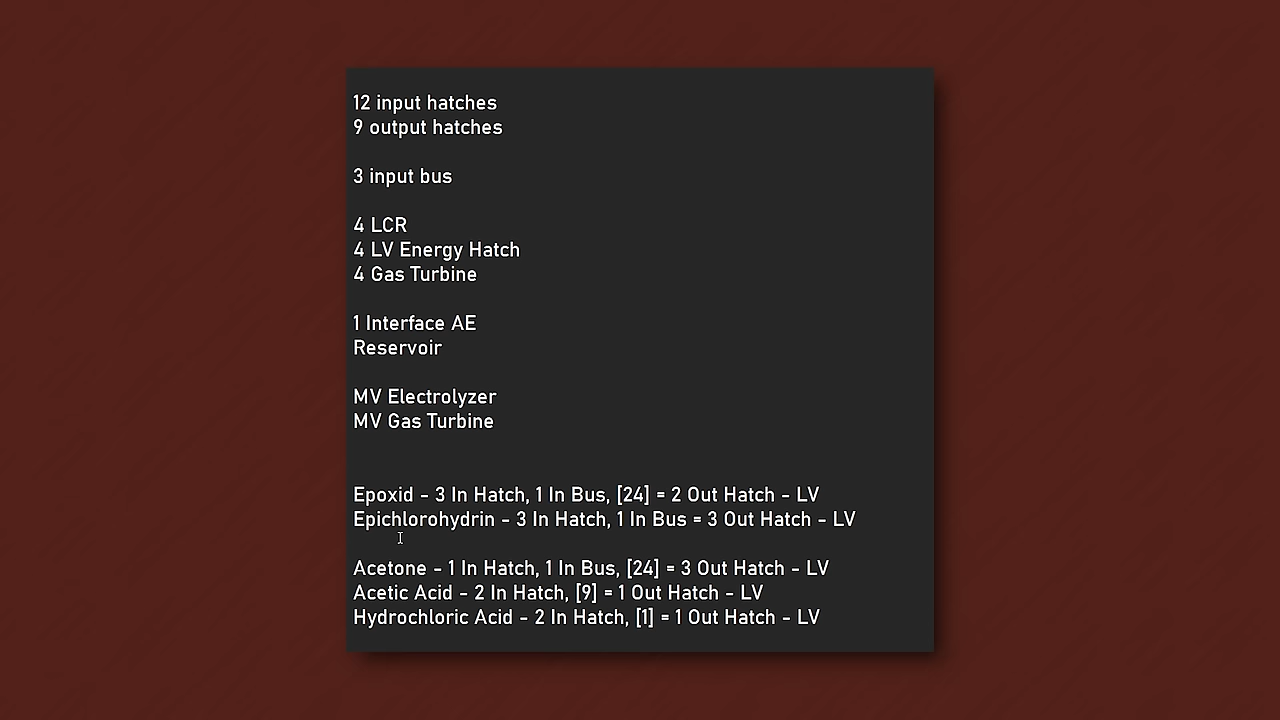 12 input hatches
9 output hatches
3 input bus
4 LCR
4 LV Energy Hatch
4 Gas Turbine
1 Interface AE
Reservoir
MV Electrolyzer
MV Gas Turbine
Epoxid - 3 In Hatch, 1 In Bus, [24] = 2 Out Hatch - LV
Epichlorohydrin - 3 In Hatch, 1 In Bus = 3 Out Hatch - LV
Acetone - 1 In Hatch, 1 In Bus, [24] = 3 Out Hatch - LV
Acetic Acid - 2 In Hatch, [9] = 1 Out Hatch - LV
Hydrochloric Acid - 2 In Hatch, [1] = 1 Out Hatch - LV